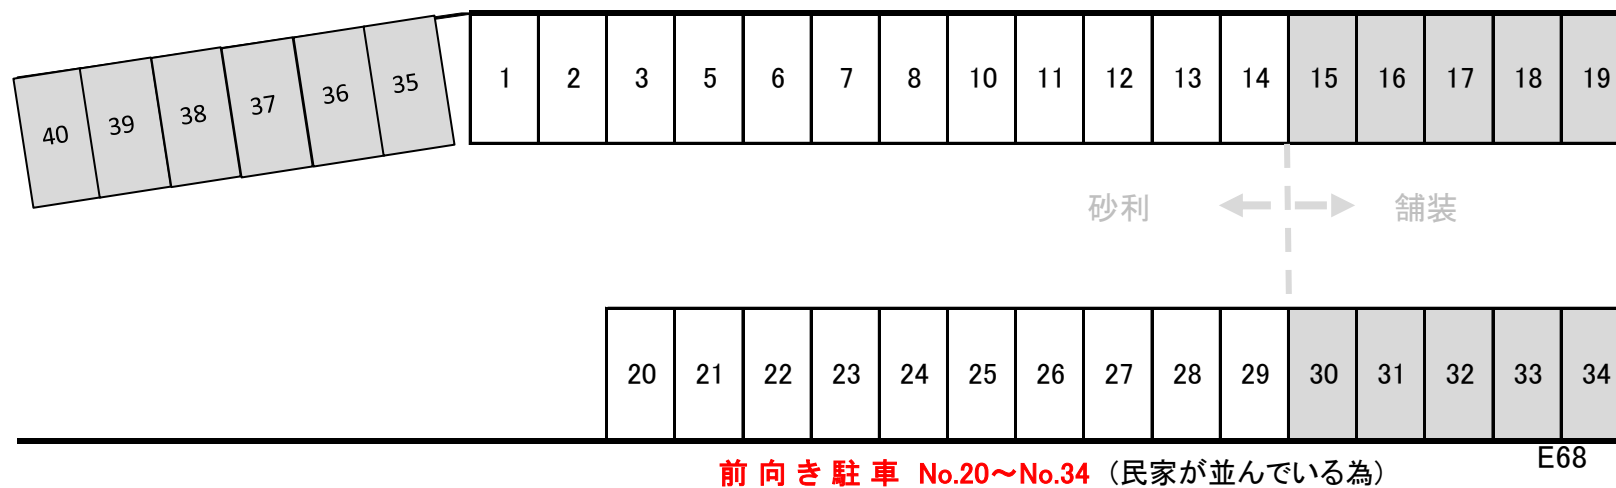 1 2 3 5 6 7 8 10 11 12 13 14 15 16 17 18 19
40 39 38 37 36 35
砂利 舗装
20 21 22 23 24 25 26 27 28 29 30 31 32 33 34
前向き駐車 No.20～No.34 （民家が並んでいる為）
E68